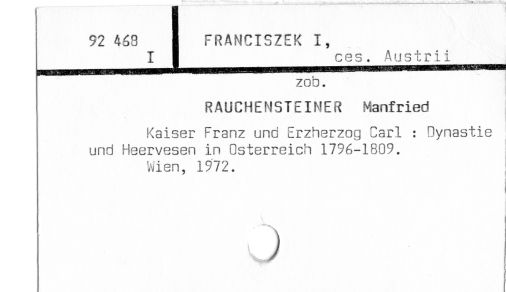 92 468
I
FRANCISZEK I,
ces. Austrii
zob.
RAUCHENSTEINER Manfried
Kaiser Franz und Erzherzog Carl : Dynastie
und Heervesen in Osterreich 1796-1809.
Wien, 1972.